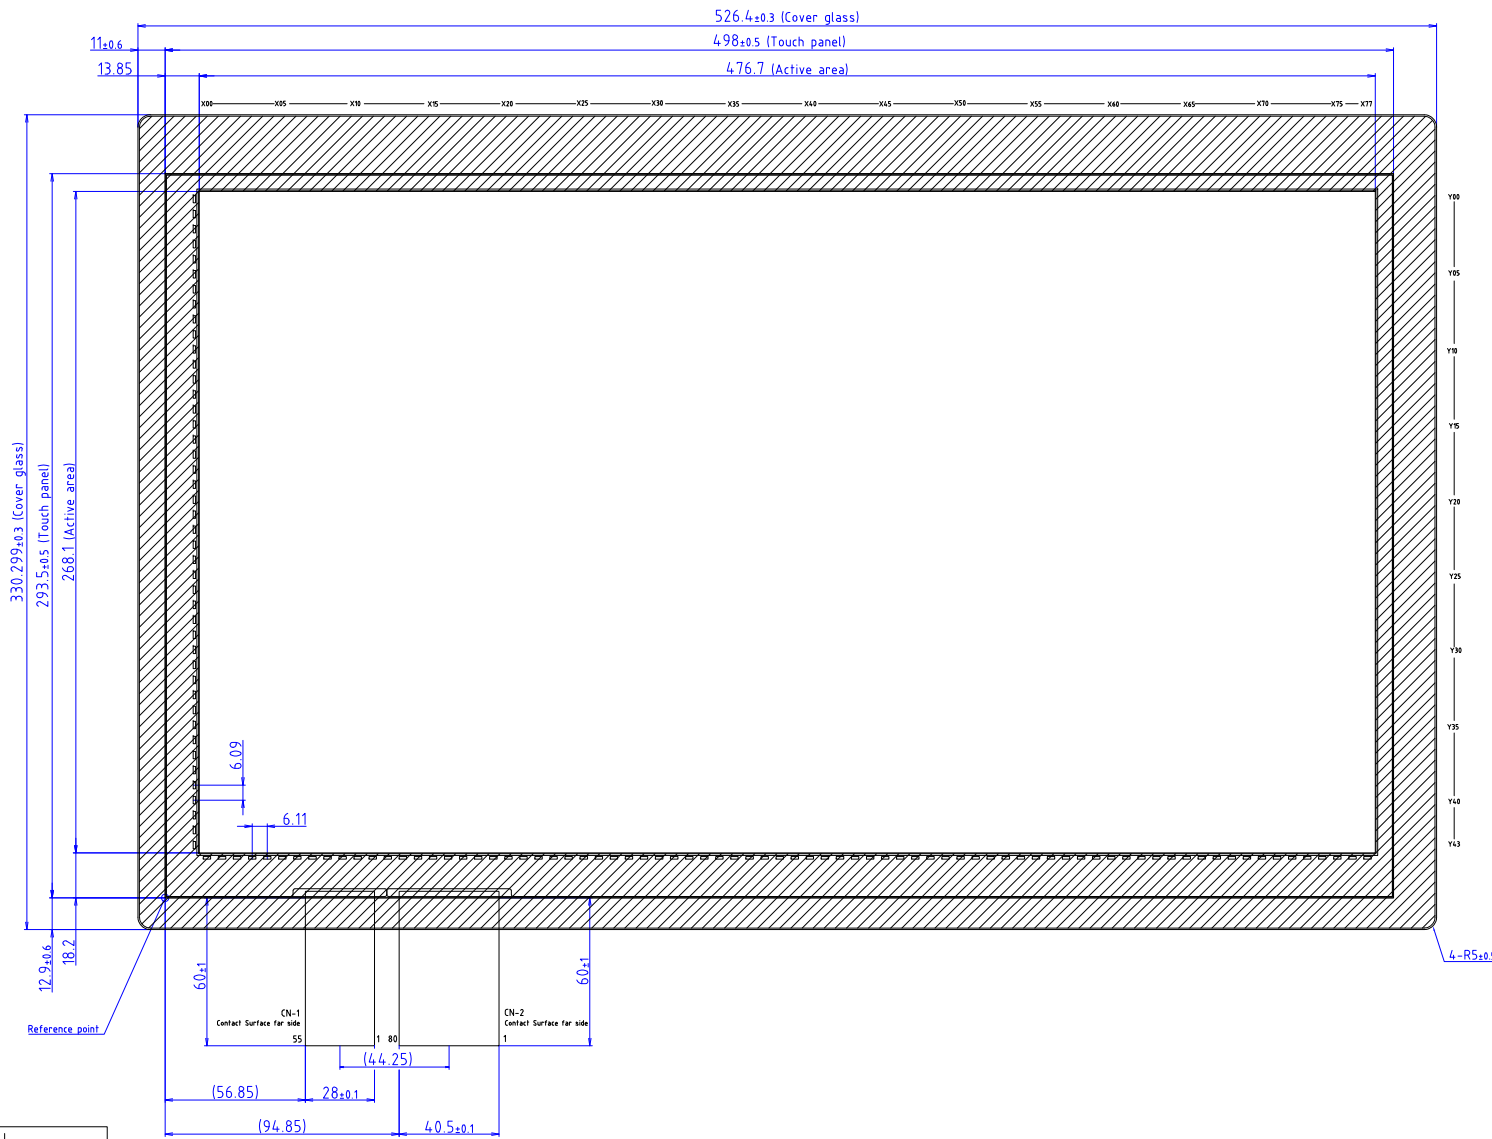 526.4±0.3 (Cover glass)
11±0.6
498±0.5 (Touch panel)
13.85
476.7 (Active area)
X00 X05 X10 X15 X20 X25 X30 X35 X40 X45 X50 X55 X60 X65 X70 X75 X77
Y00
Y05
Y10
Y15
Y20
Y25
Y30
Y35
Y40
Y43
330.299±0.3 (Cover glass)
293.5±0.5 (Touch panel)
268.1 (Active area)
6.09
6.11
12.9±0.6
18.2
60±1
60±1
4-R5±0.5
Reference point
CN-1
Contact Surface far side
55 1
CN-2
Contact Surface far side
80 1
(44.25)
(56.85)
28±0.1
(94.85)
40.5±0.1